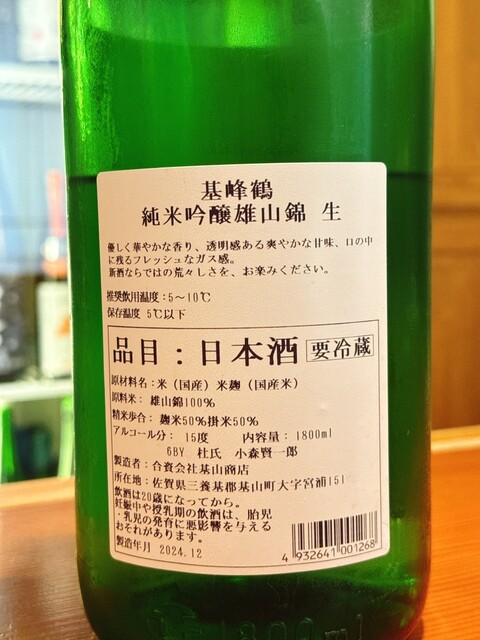 基峰鶴
純米吟醸雄山錦 生
優しく華やかな香り、透明感ある爽やかな甘味、口の中
に残るフレッシュなガス感。
新酒ならではの荒々しさを、お楽しみください。
推奨飲用温度:5~10℃
保存温度 5℃以下
品目:日本酒 要冷蔵
原材料名:米(国産)米麹(国産米)
原料米: 雄山錦100%
精米歩合: 麹米50%掛米50%
アルコール分: 15度 内容量: 1800ml
6BY 杜氏 小森賢一郎
製造者:合資会社基山商店
所在地:佐賀県三養基郡基山町大字宮浦151
飲酒は20歳になってから。
妊娠中や授乳期の飲酒は、胎児
・乳児の発育に悪影響を与える
おそれがあります。
製造年月 2024.12
4 932641 001268